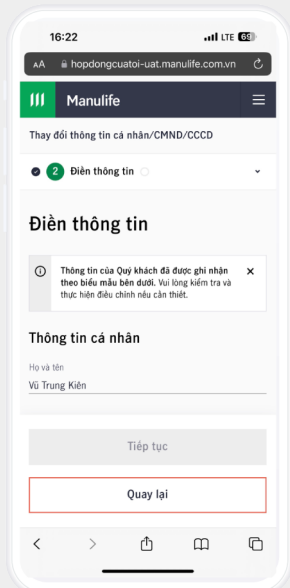 16:22
LTE 69
AA hopdongcuatoi-uat.manulife.com.vn
Manulife
Thay đổi thông tin cá nhân/CMND/CCCD
2 Điền thông tin
Điền thông tin
Thông tin của Quý khách đã được ghi nhận
theo biểu mẫu bên dưới. Vui lòng kiểm tra và
thực hiện điều chỉnh nếu cần thiết.
Thông tin cá nhân
Họ và tên
Vũ Trung Kiên
Tiếp tục
Quay lại